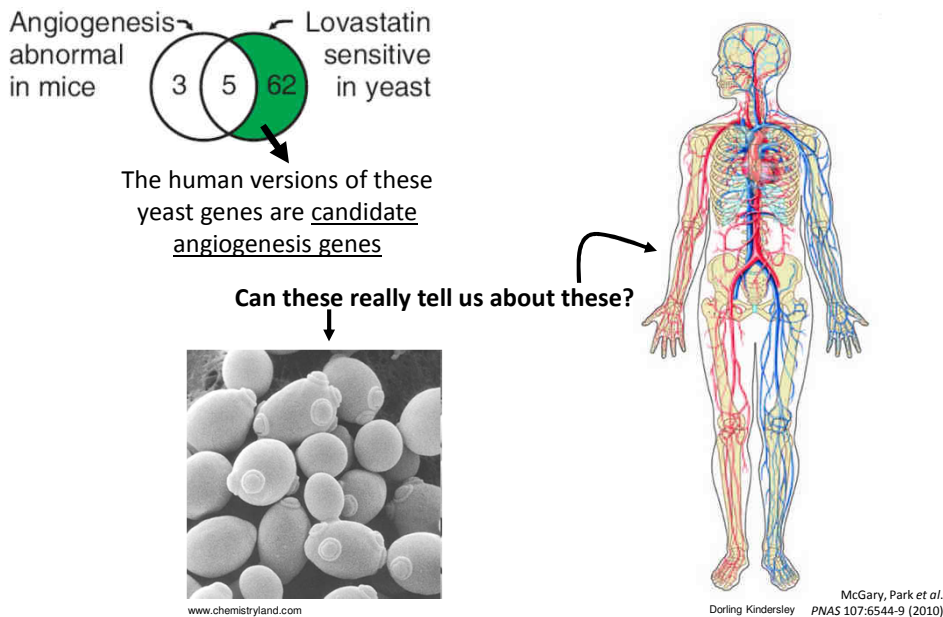 Angiogenesis
abnormal
in mice
Lovastatin
sensitive
in yeast
3 5 62
The human versions of these
yeast genes are candidate
angiogenesis genes
Can these really tell us about these?
www.chemistryland.com
Dorling Kindersley
McGary, Park et al.
PNAS 107:6544-9 (2010)